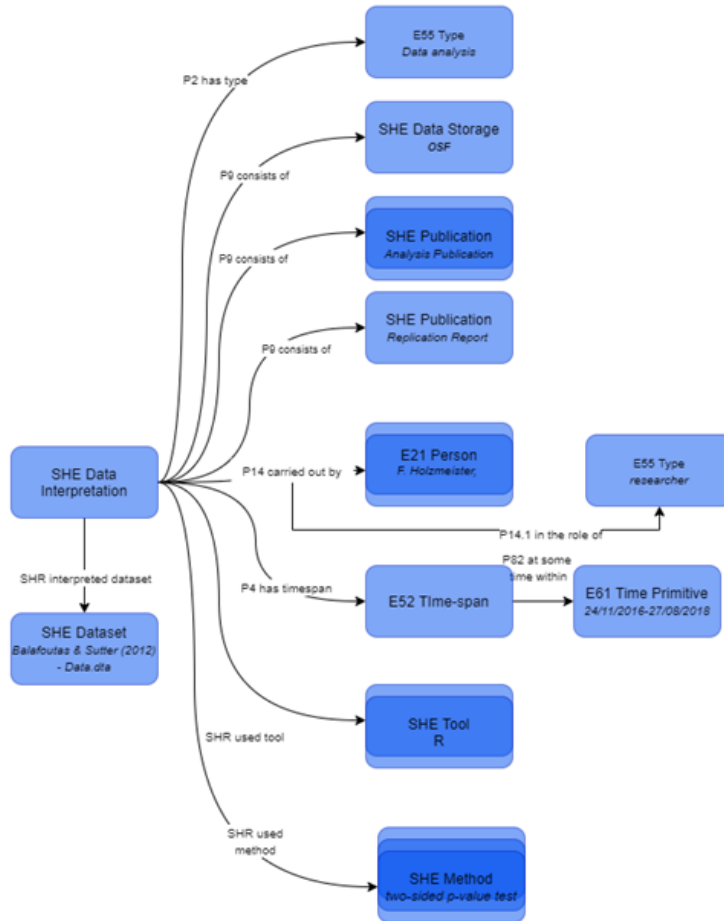 E55 Type
Data analysis
P2 has type
SHE Data Storage
OSF
P9 consists of
SHE Publication
Analysis Publication
P9 consists of
SHE Publication
Replication Report
P9 consists of
SHE Data
Interpretation
P14 carried out by
E21 Person
F. Holzmeister,
E55 Type
researcher
P14.1 in the role of
SHR interpreted dataset
P4 has timespan
E52 TIme-span
P82 at some
time within
E61 Time Primitive
24/11/2016-27/08/2018
SHE Dataset
Balafoutas & Sutter (2012)
- Data.dta
SHR used tool
SHE Tool
R
SHR used
method
SHE Method
two-sided p-value test